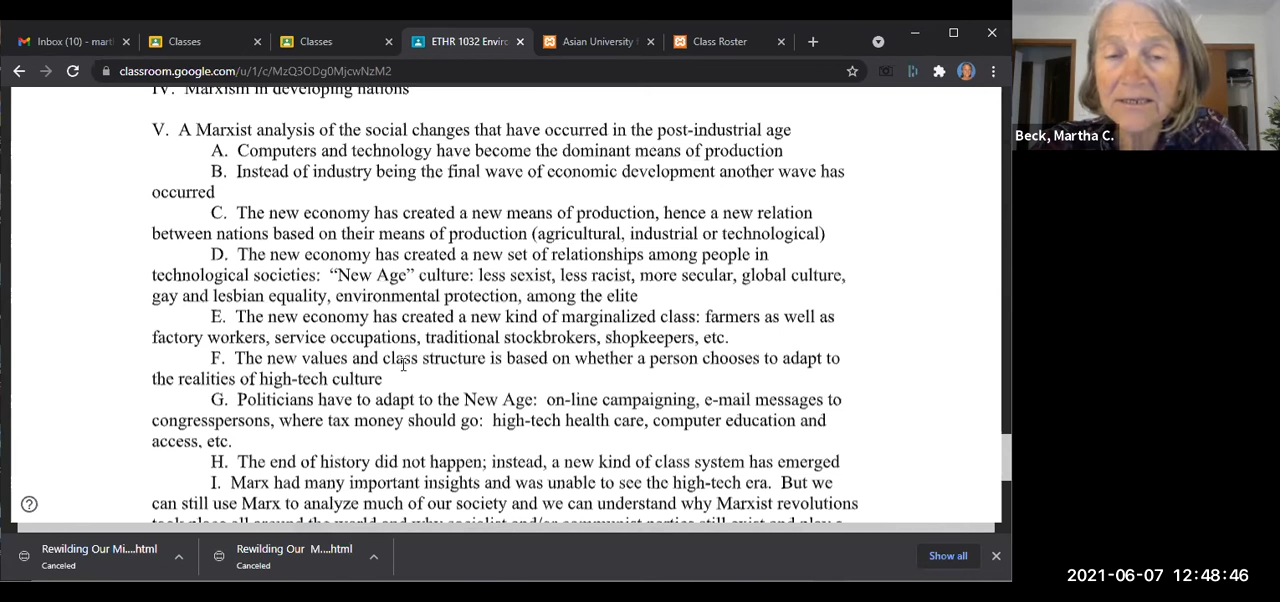 Inbox (10) - mart
Classes
Classes
ETHR 1032 Enviro
Asian University f
Class Roster
classroom.google.com/u/1/c/MzQ3ODg0MjcwNzM2
IV. Marxism in developing nations
V. A Marxist analysis of the social changes that have occurred in the post-industrial age
A. Computers and technology have become the dominant means of production
B. Instead of industry being the final wave of economic development another wave has
occurred
C. The new economy has created a new means of production, hence a new relation
between nations based on their means of production (agricultural, industrial or technological)
D. The new economy has created a new set of relationships among people in
technological societies: “New Age” culture: less sexist, less racist, more secular, global culture,
gay and lesbian equality, environmental protection, among the elite
E. The new economy has created a new kind of marginalized class: farmers as well as
factory workers, service occupations, traditional stockbrokers, shopkeepers, etc.
F. The new values and class structure is based on whether a person chooses to adapt to
the realities of high-tech culture
G. Politicians have to adapt to the New Age: on-line campaigning, e-mail messages to
congresspersons, where tax money should go: high-tech health care, computer education and
access, etc.
H. The end of history did not happen; instead, a new kind of class system has emerged
I. Marx had many important insights and was unable to see the high-tech era. But we
can still use Marx to analyze much of our society and we can understand why Marxist revolutions
Rewilding Our Mi....html
Canceled
Rewilding Our M....html
Canceled
Show all
Beck, Martha C.
2021-06-07 12:48:46